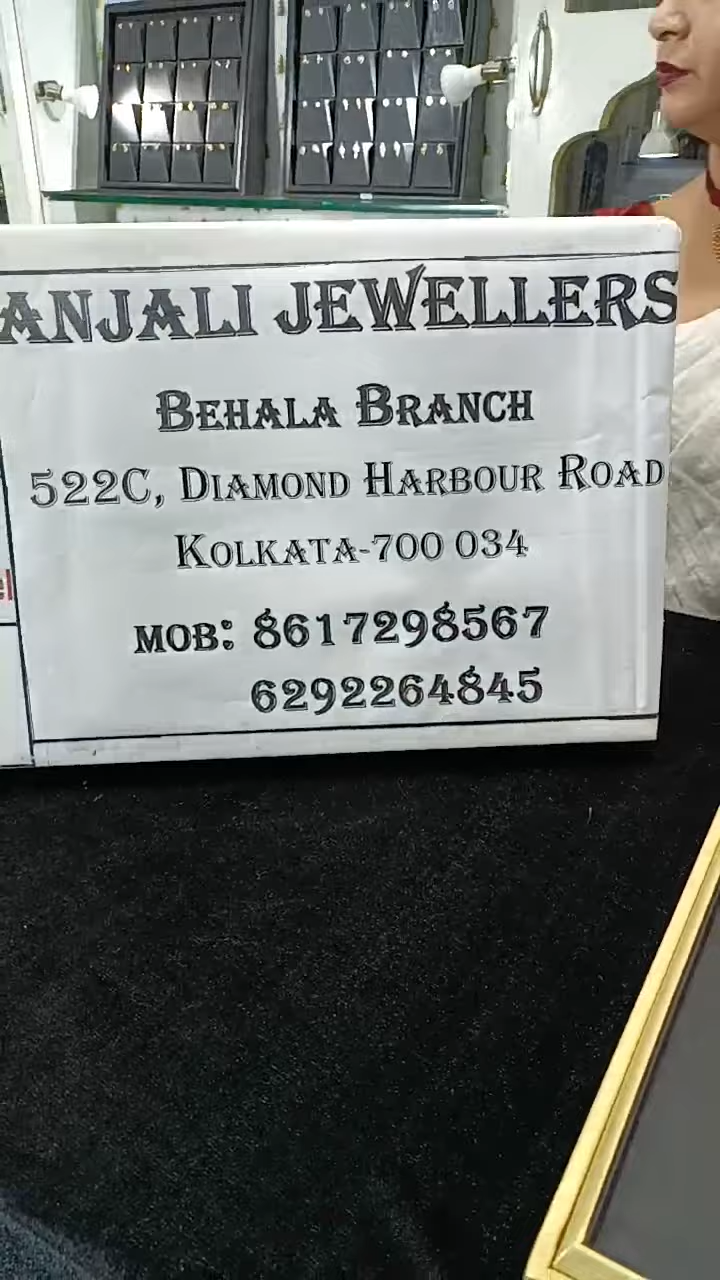 ANJALI JEWELLERS
BEHALA BRANCH
522C, DIAMOND HARBOUR ROAD
KOLKATA-700 034
MOB: 8617298567
6292264845